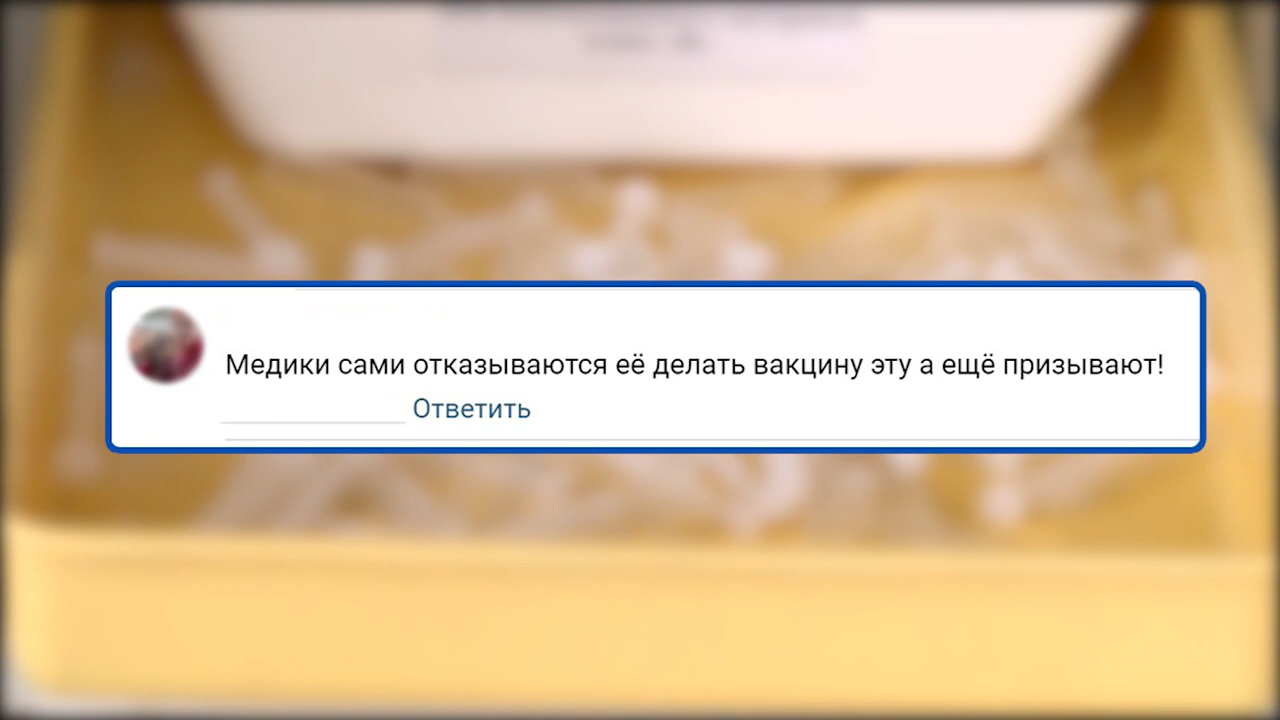 Медики сами отказываются её делать вакцину эту а ещё призывают!
Ответить